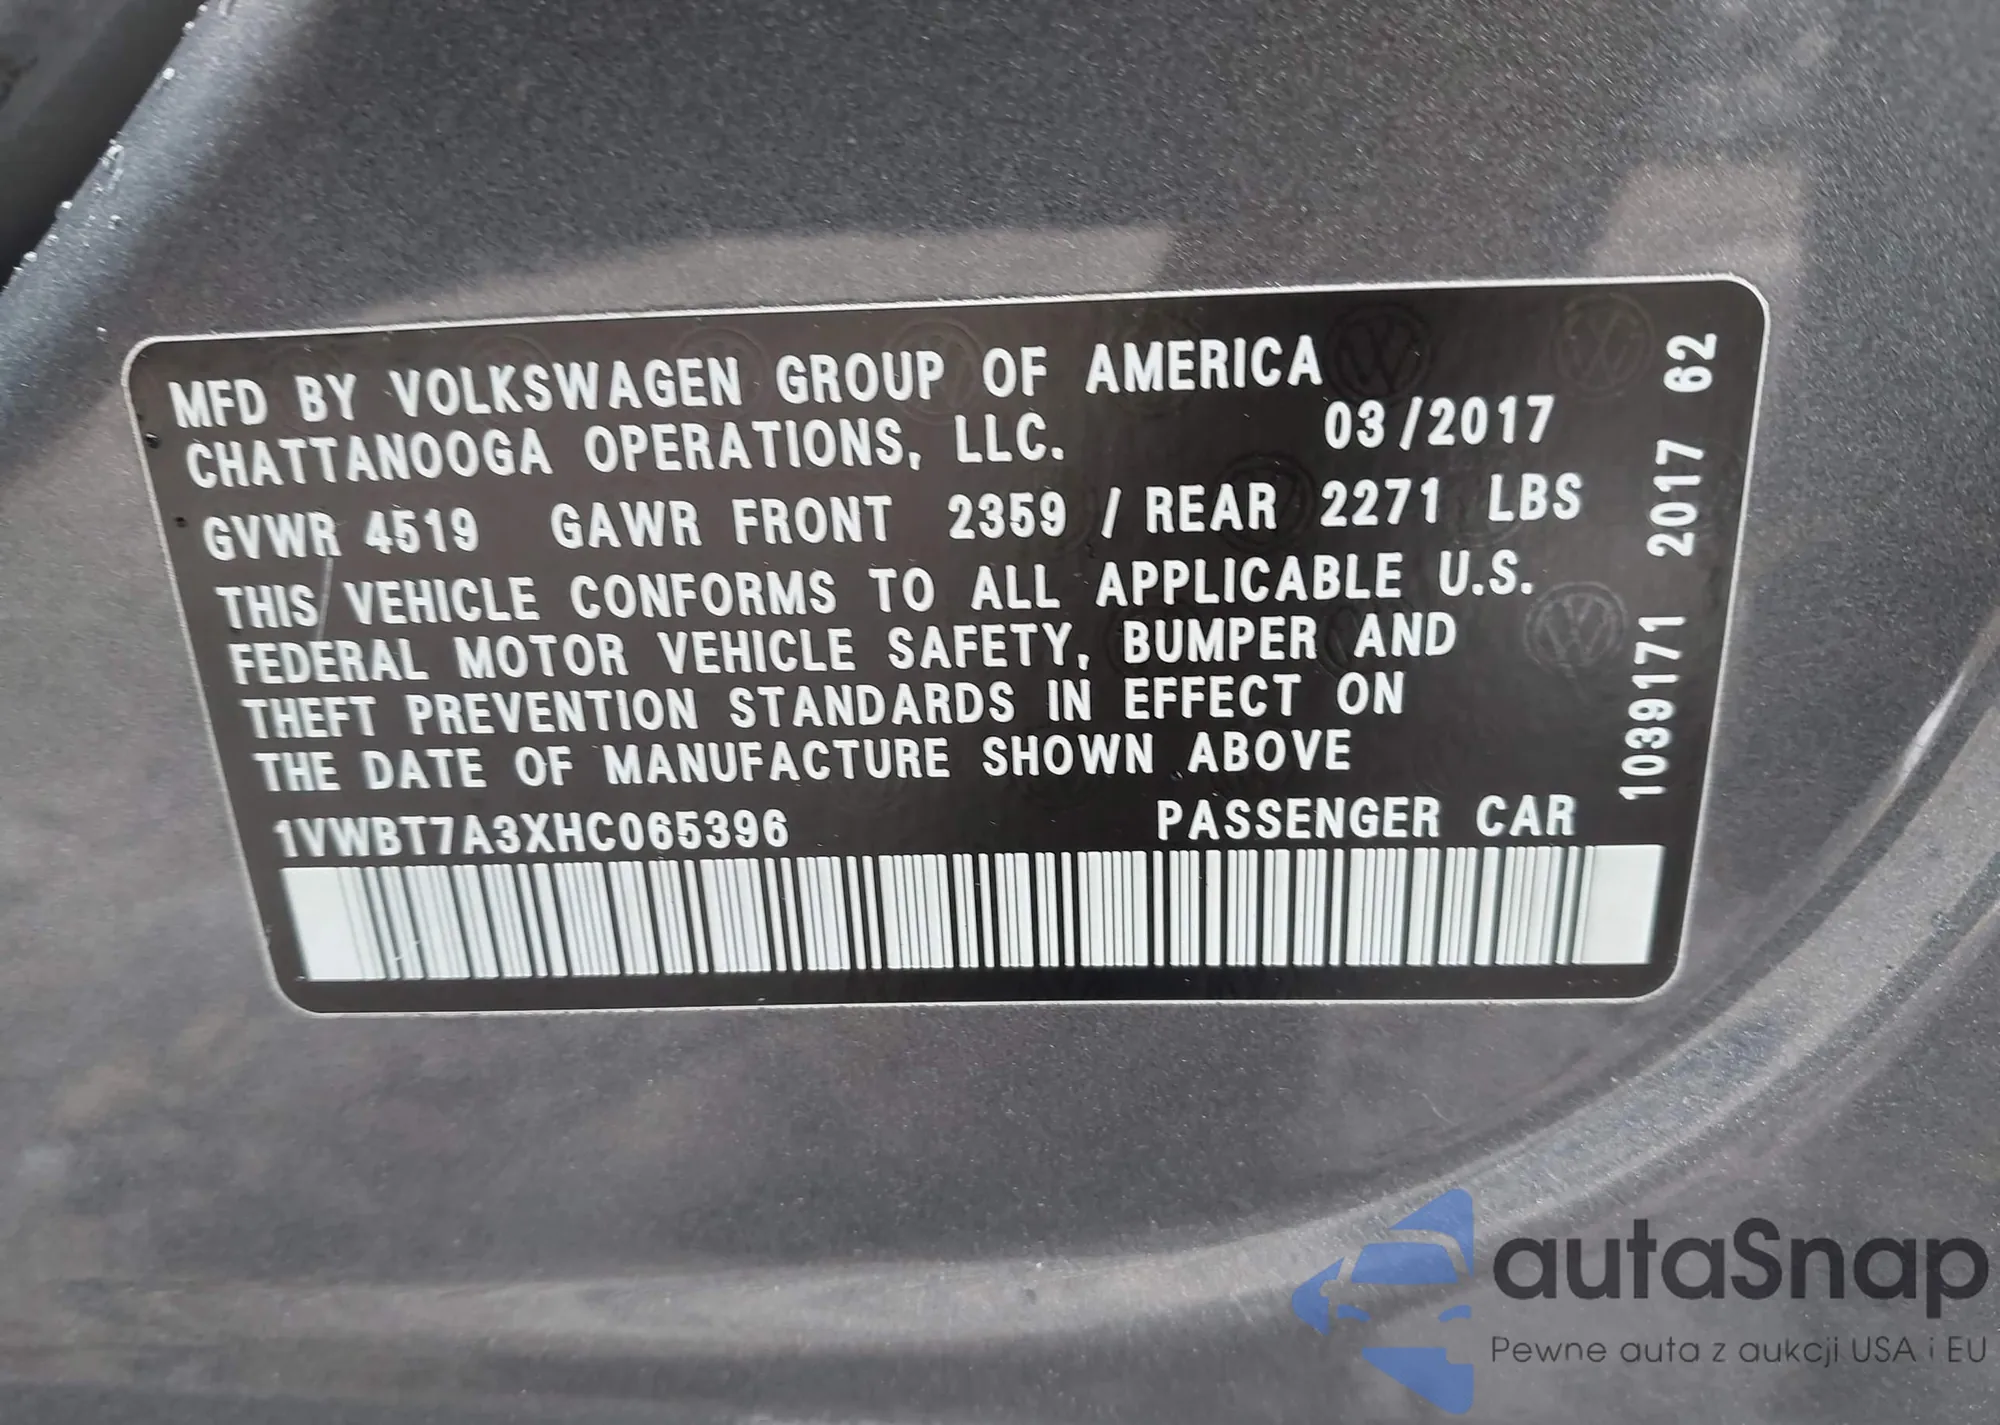 MFD BY VOLKSWAGEN GROUP OF AMERICA
CHATTANOOGA OPERATIONS, LLC. 03/2017
GVWR 4519 GAWR FRONT 2359 / REAR 2271 LBS
THIS VEHICLE CONFORMS TO ALL APPLICABLE U.S.
FEDERAL MOTOR VEHICLE SAFETY, BUMPER AND
THEFT PREVENTION STANDARDS IN EFFECT ON
THE DATE OF MANUFACTURE SHOWN ABOVE
1VWBT7A3XHC065396 PASSENGER CAR
1039171 2017 62
autaSnap
Pewne auta z aukcji USA i EU